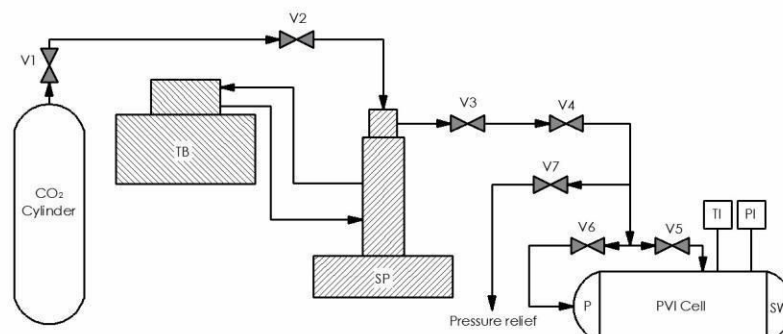 V1
V2
TB
CO₂
Cylinder
V3
V4
V7
V6
V5
TI
PI
SP
Pressure relief
P
PVI Cell
SW